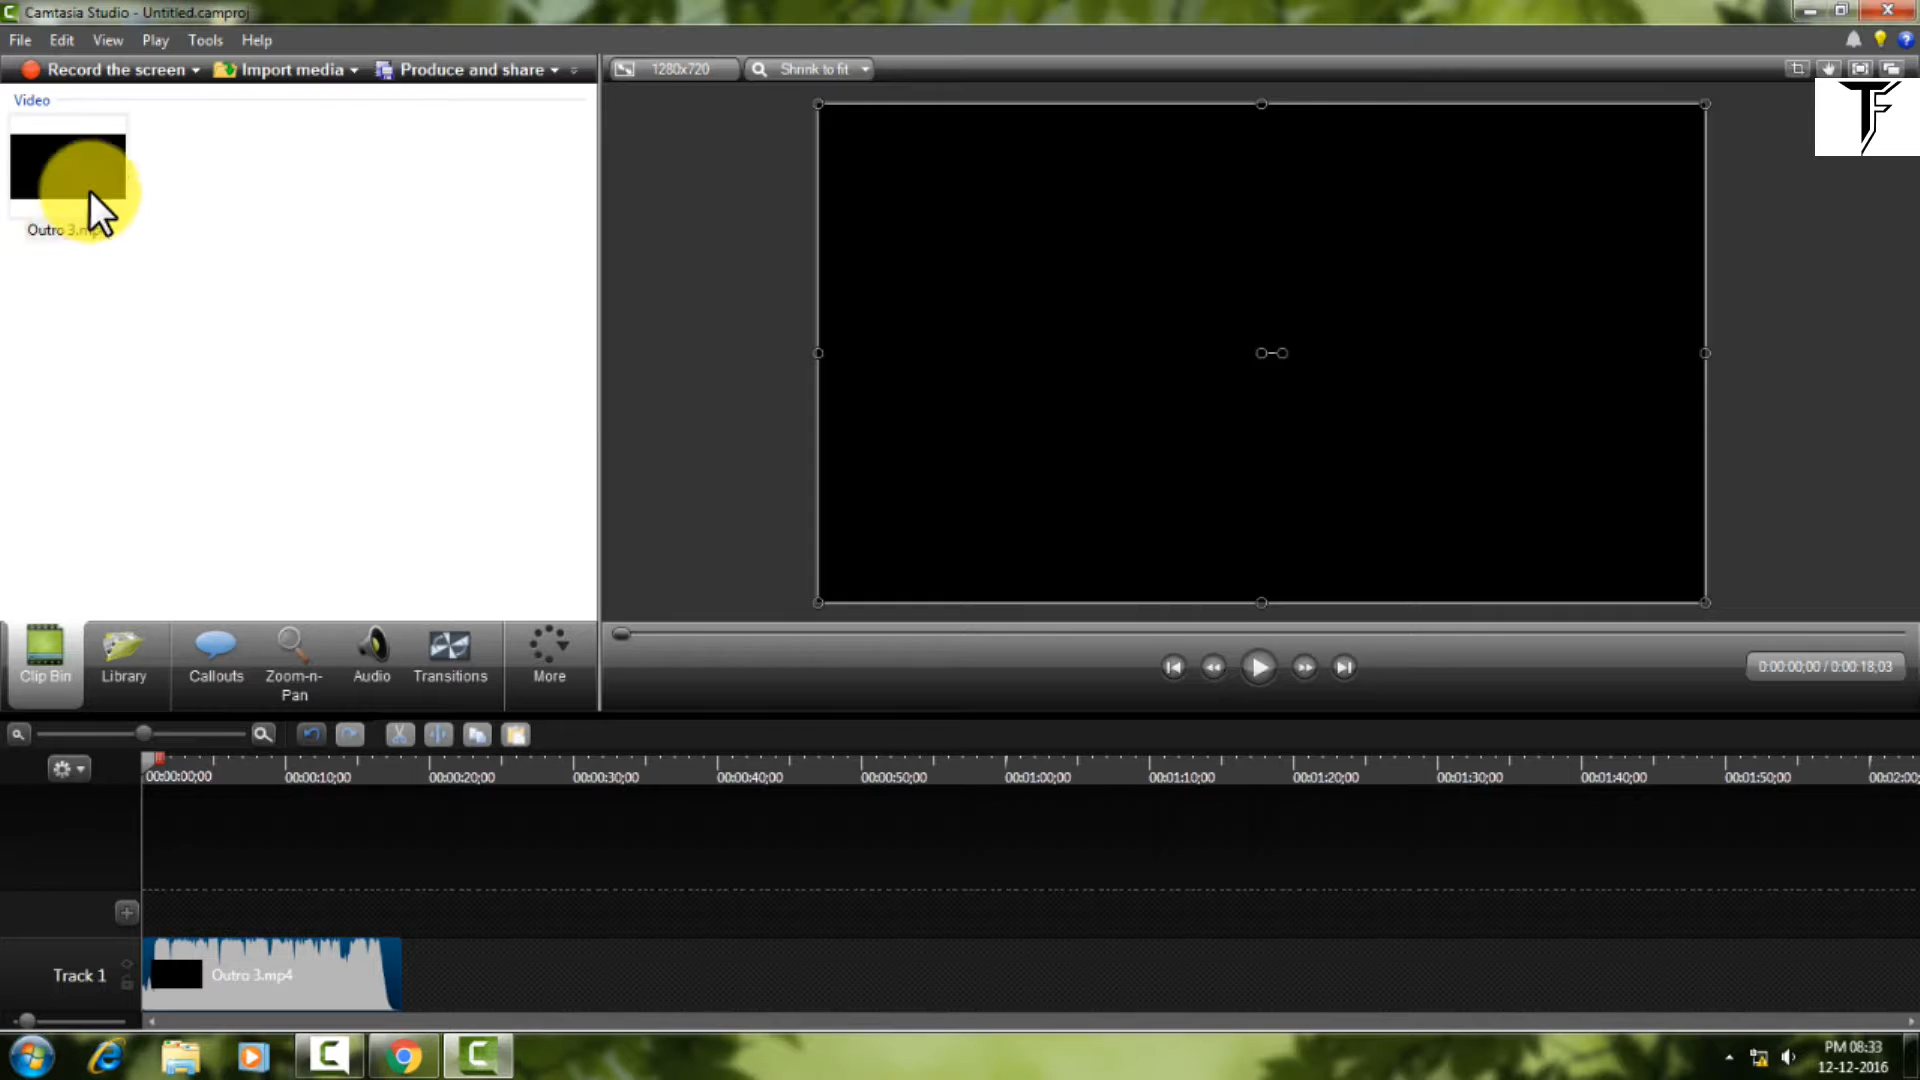 Camtasia Studio - Untitled.camproj
File Edit View Play Tools Help
Record the screen Import media Produce and share
1280x720 Shrink to fit
Video
TF
Outro 3.mp
Clip Bin Library Callouts Zoom-n-Pan Audio Transitions More
0:00:00;00 / 0:00:18;03
00:00:00;00 00:00:10;00 00:00:20;00 00:00:30;00 00:00:40;00 00:00:50;00 00:01:00;00 00:01:10;00 00:01:20;00 00:01:30;00 00:01:40;00 00:01:50;00 00:02:00;
Track 1 Outro 3.mp4
PM 08:33
12-12-2016